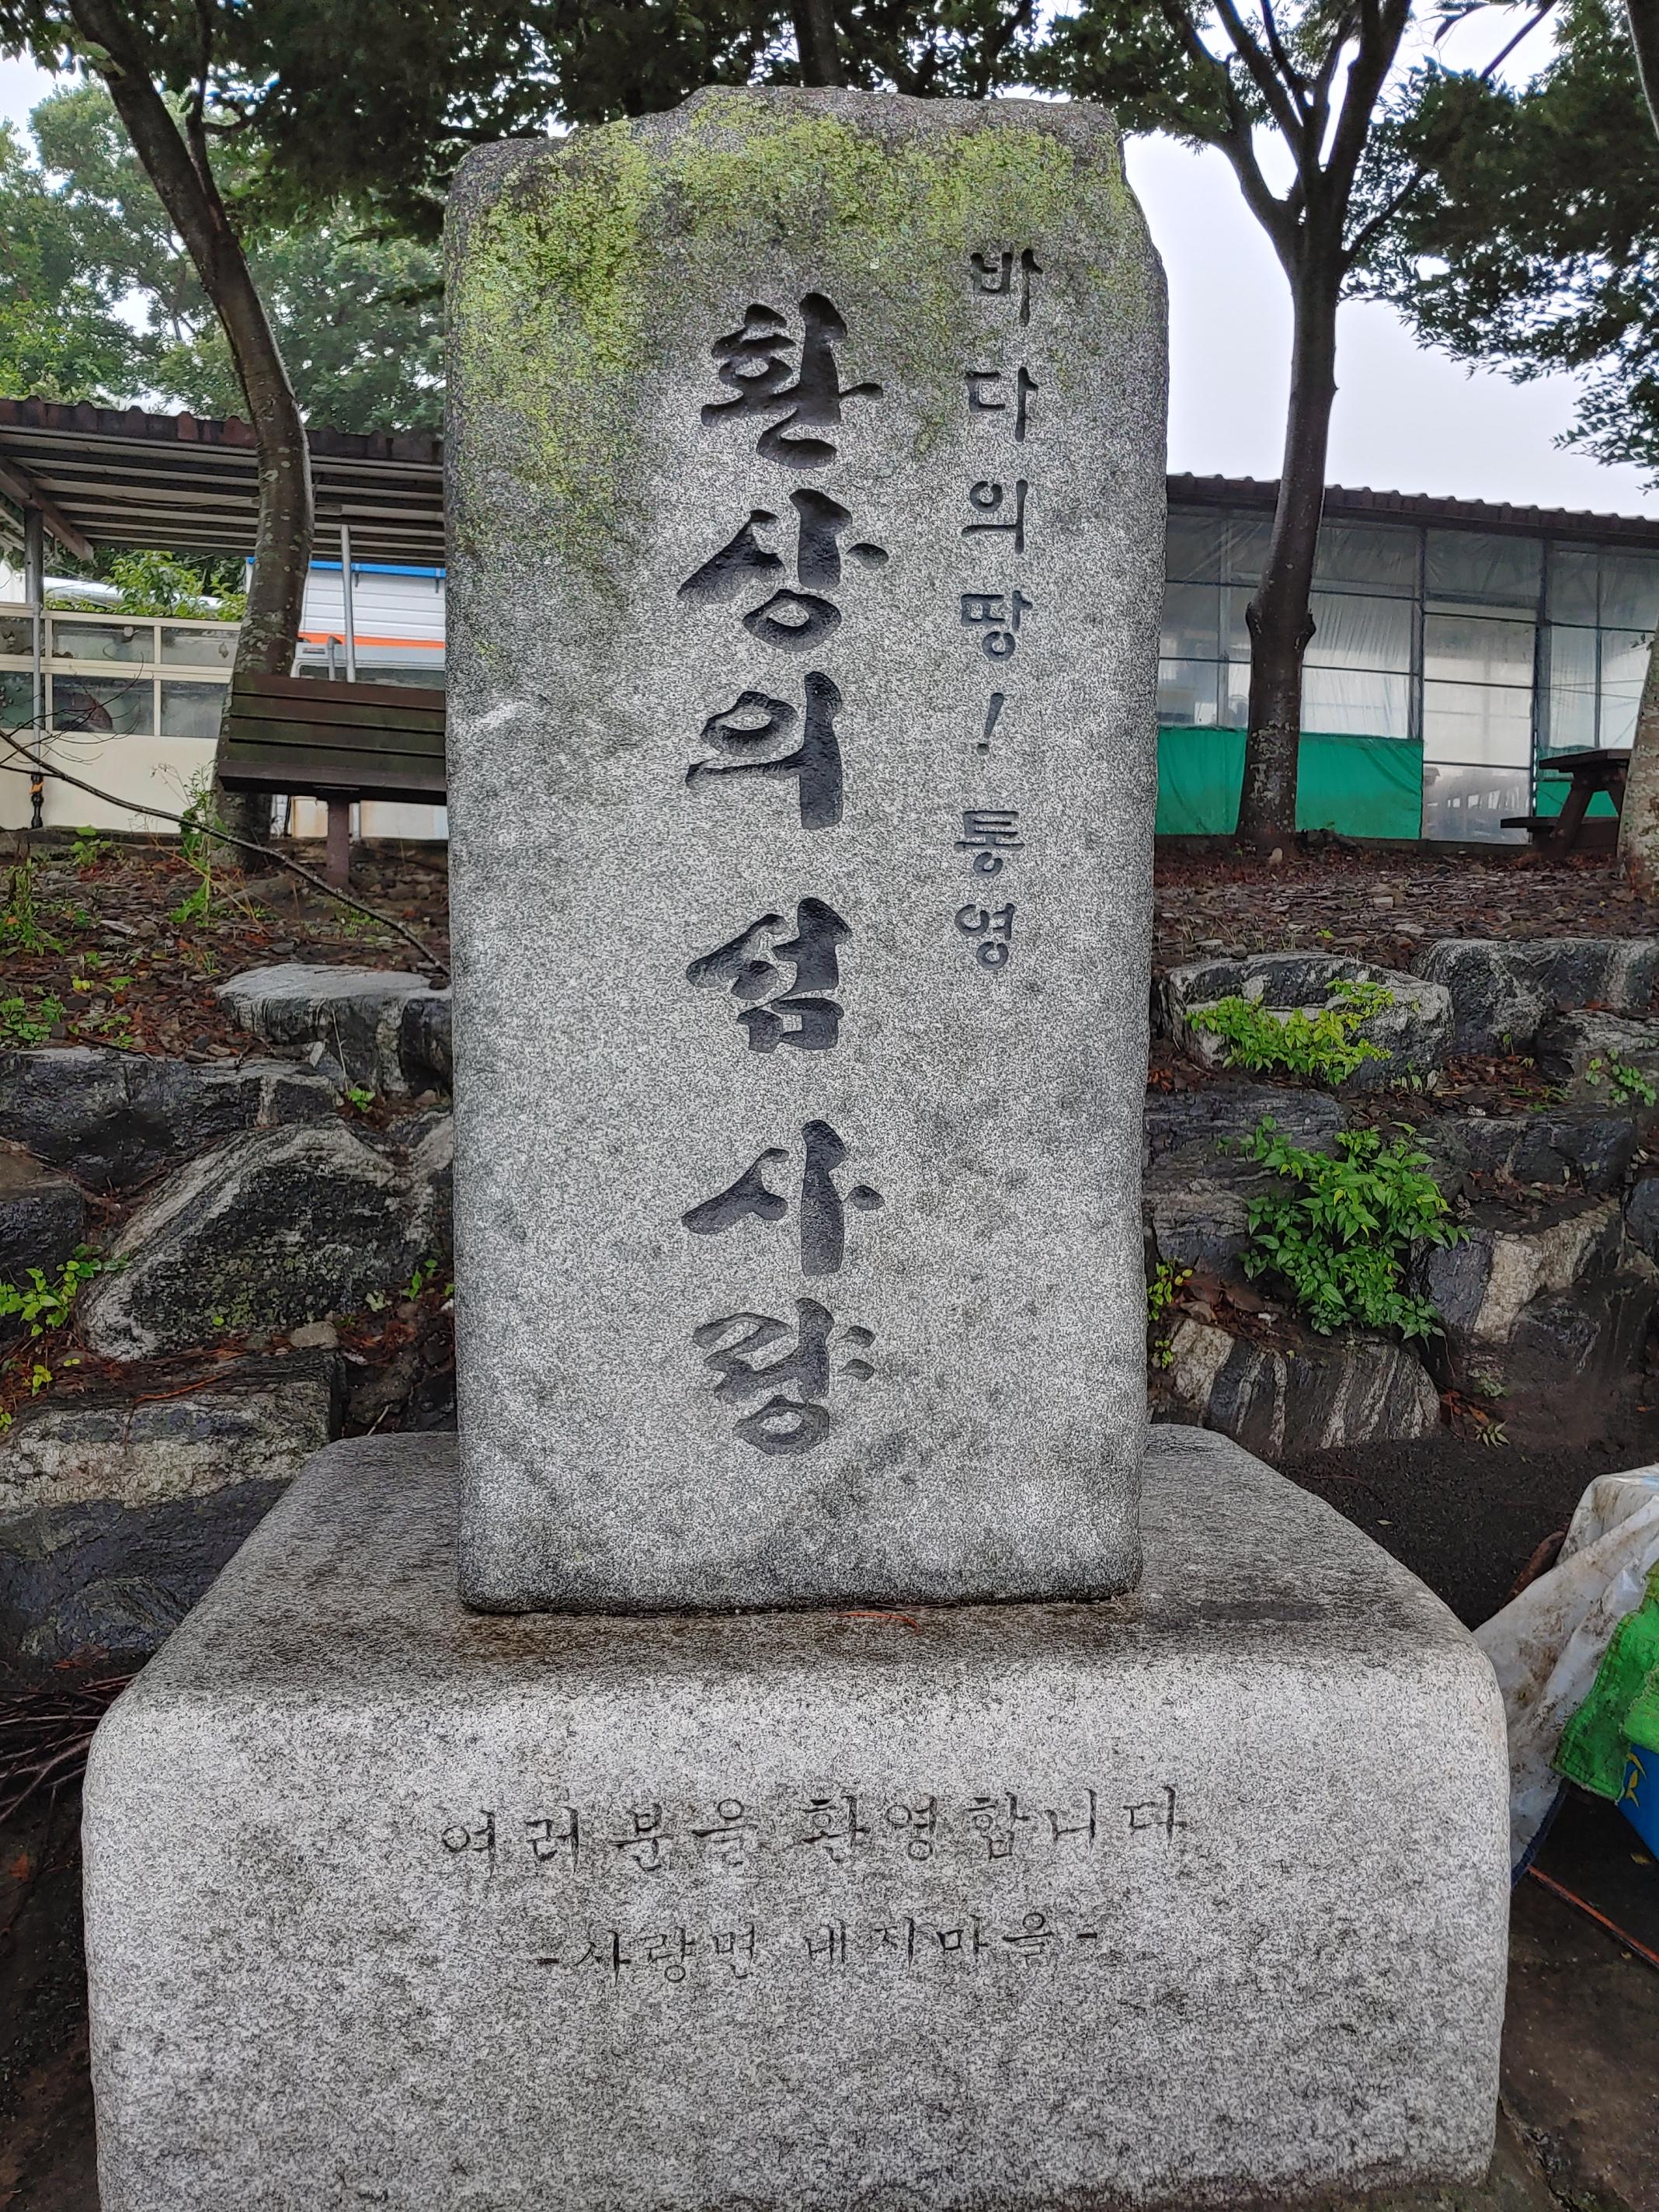 바다의 땅! 통영
환상의 섬 사량
여러분을 환영합니다
-사량면 내지마을-